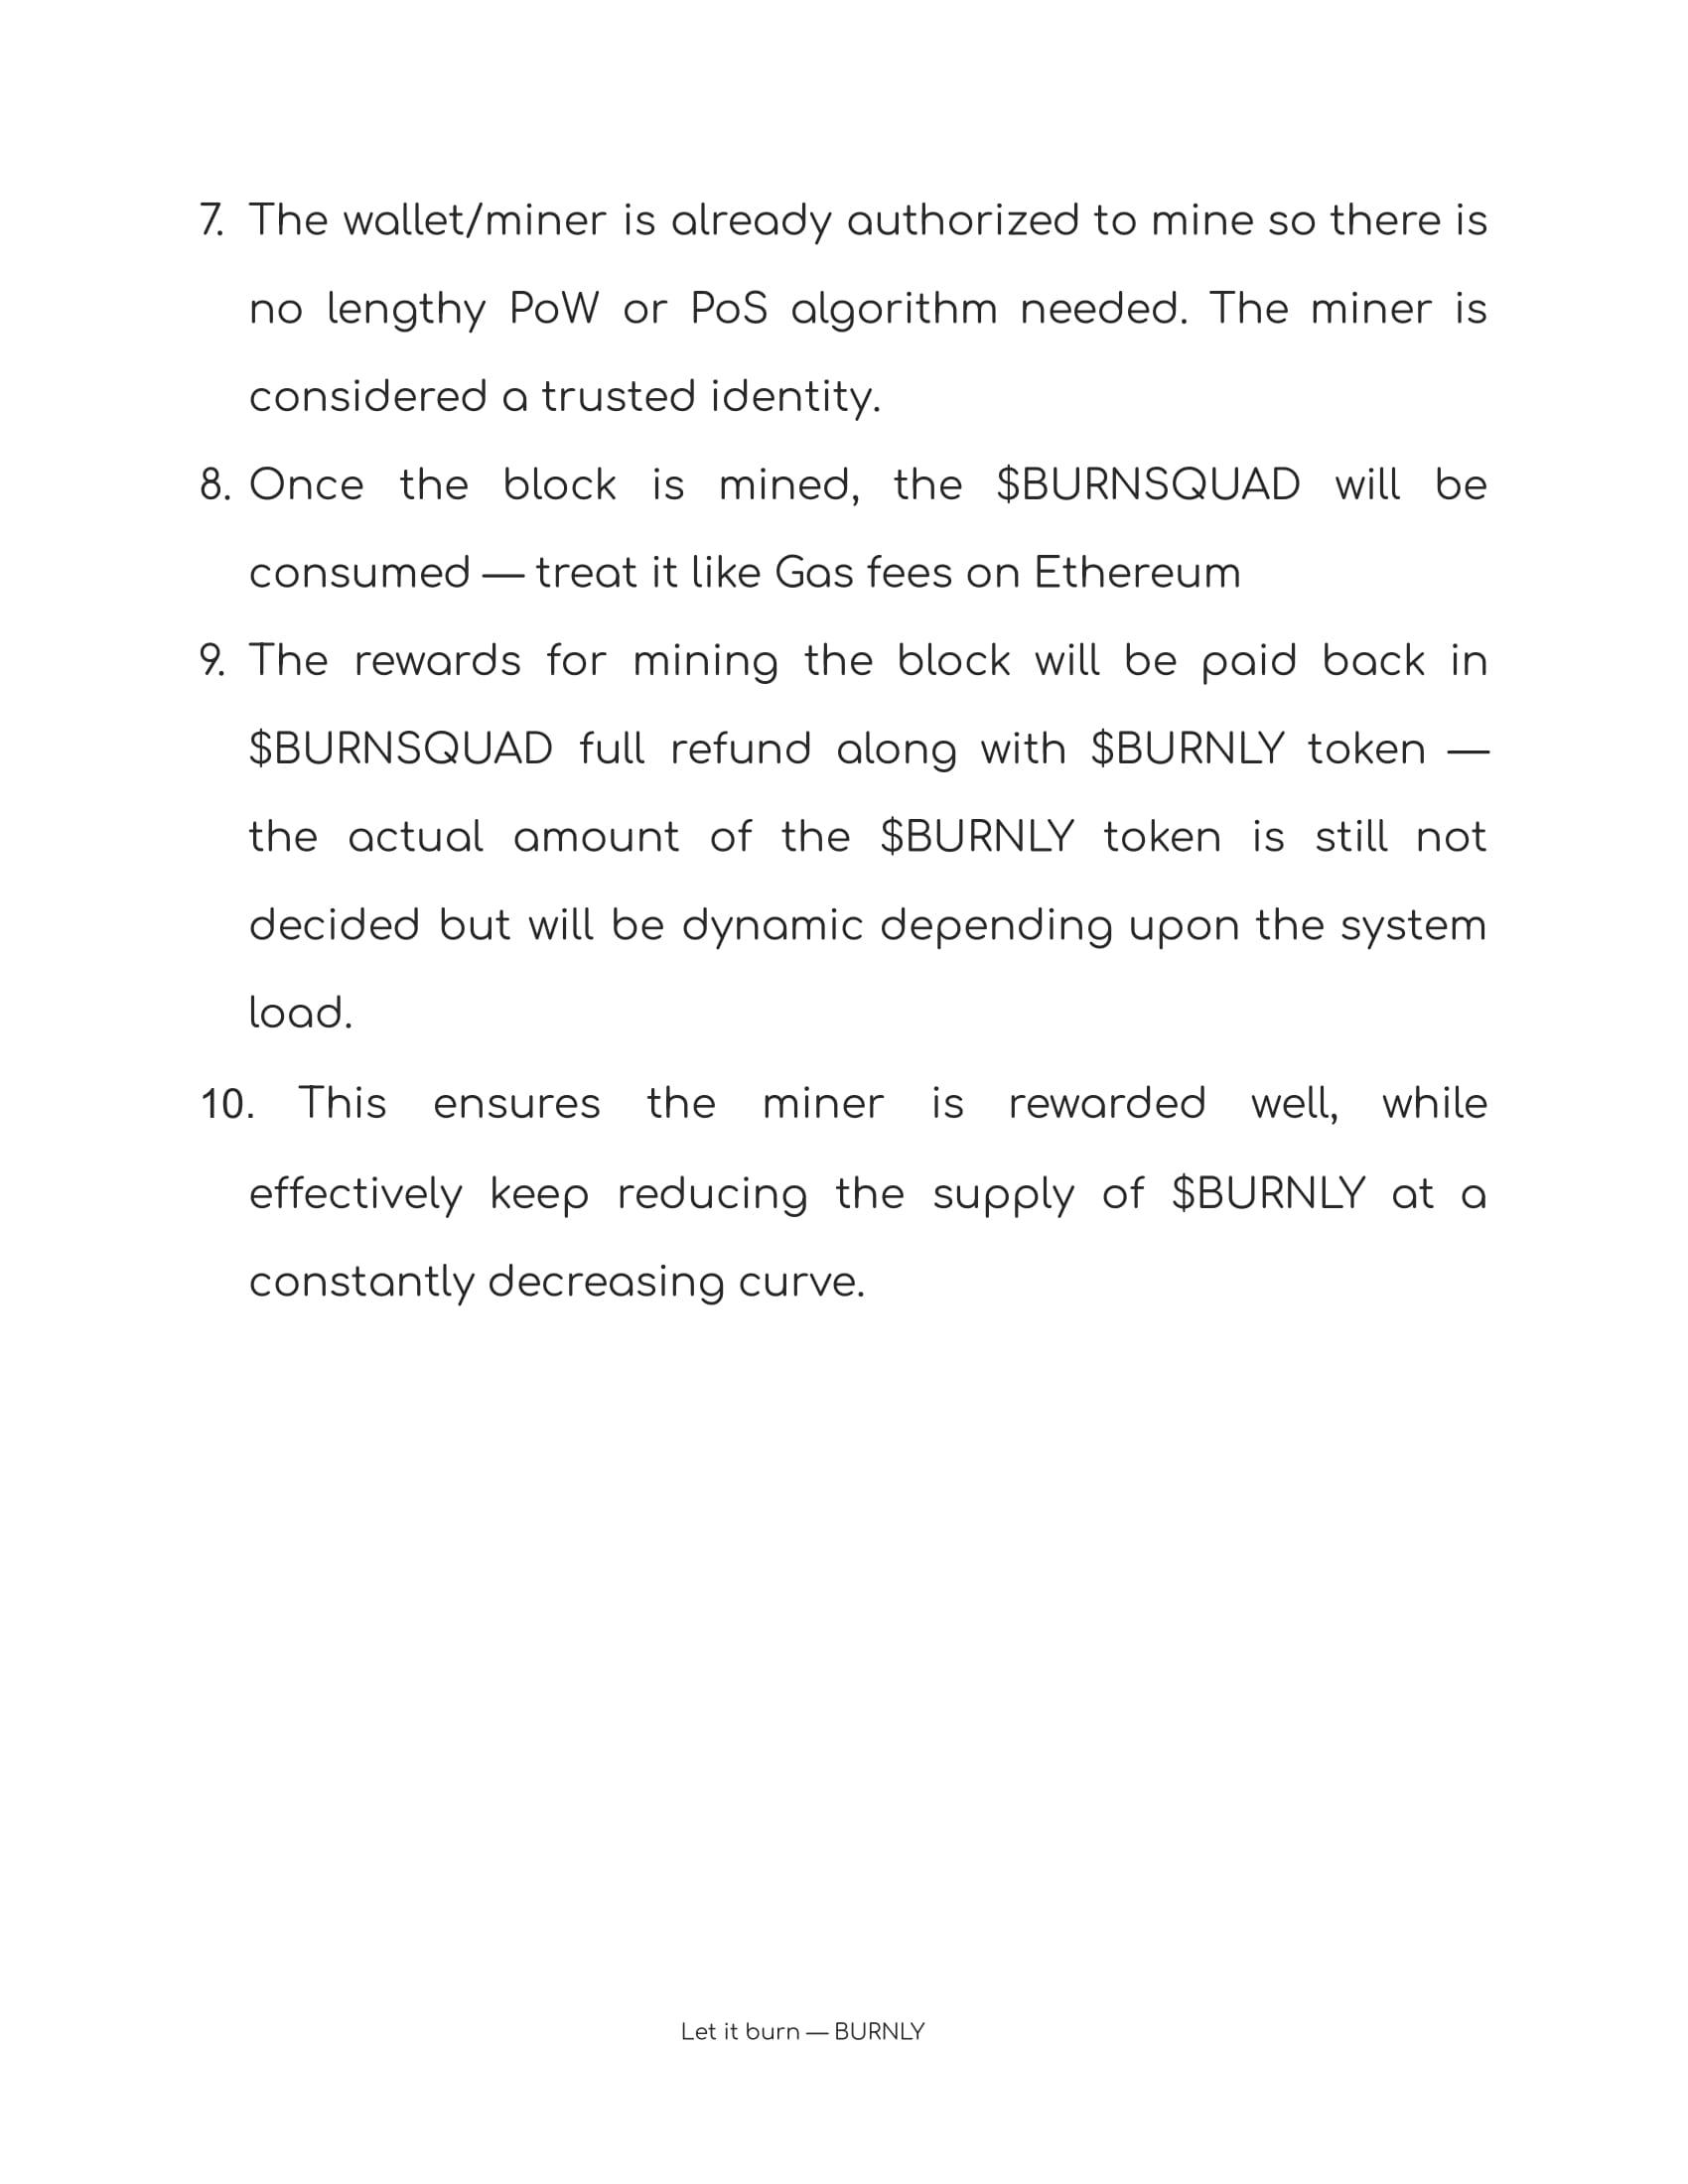 7. The wallet/miner is already authorized to mine so there is
no lengthy PoW or PoS algorithm needed. The miner is
considered a trusted identity.
8. Once the block is mined, the $BURNSQUAD will be
consumed — treat it like Gas fees on Ethereum
9. The rewards for mining the block will be paid back in
$BURNSQUAD full refund along with $BURNLY token —
the actual amount of the $BURNLY token is still not
decided but will be dynamic depending upon the system
load.
10. This ensures the miner is rewarded well, while
effectively keep reducing the supply of $BURNLY at a
constantly decreasing curve.
Let it burn — BURNLY